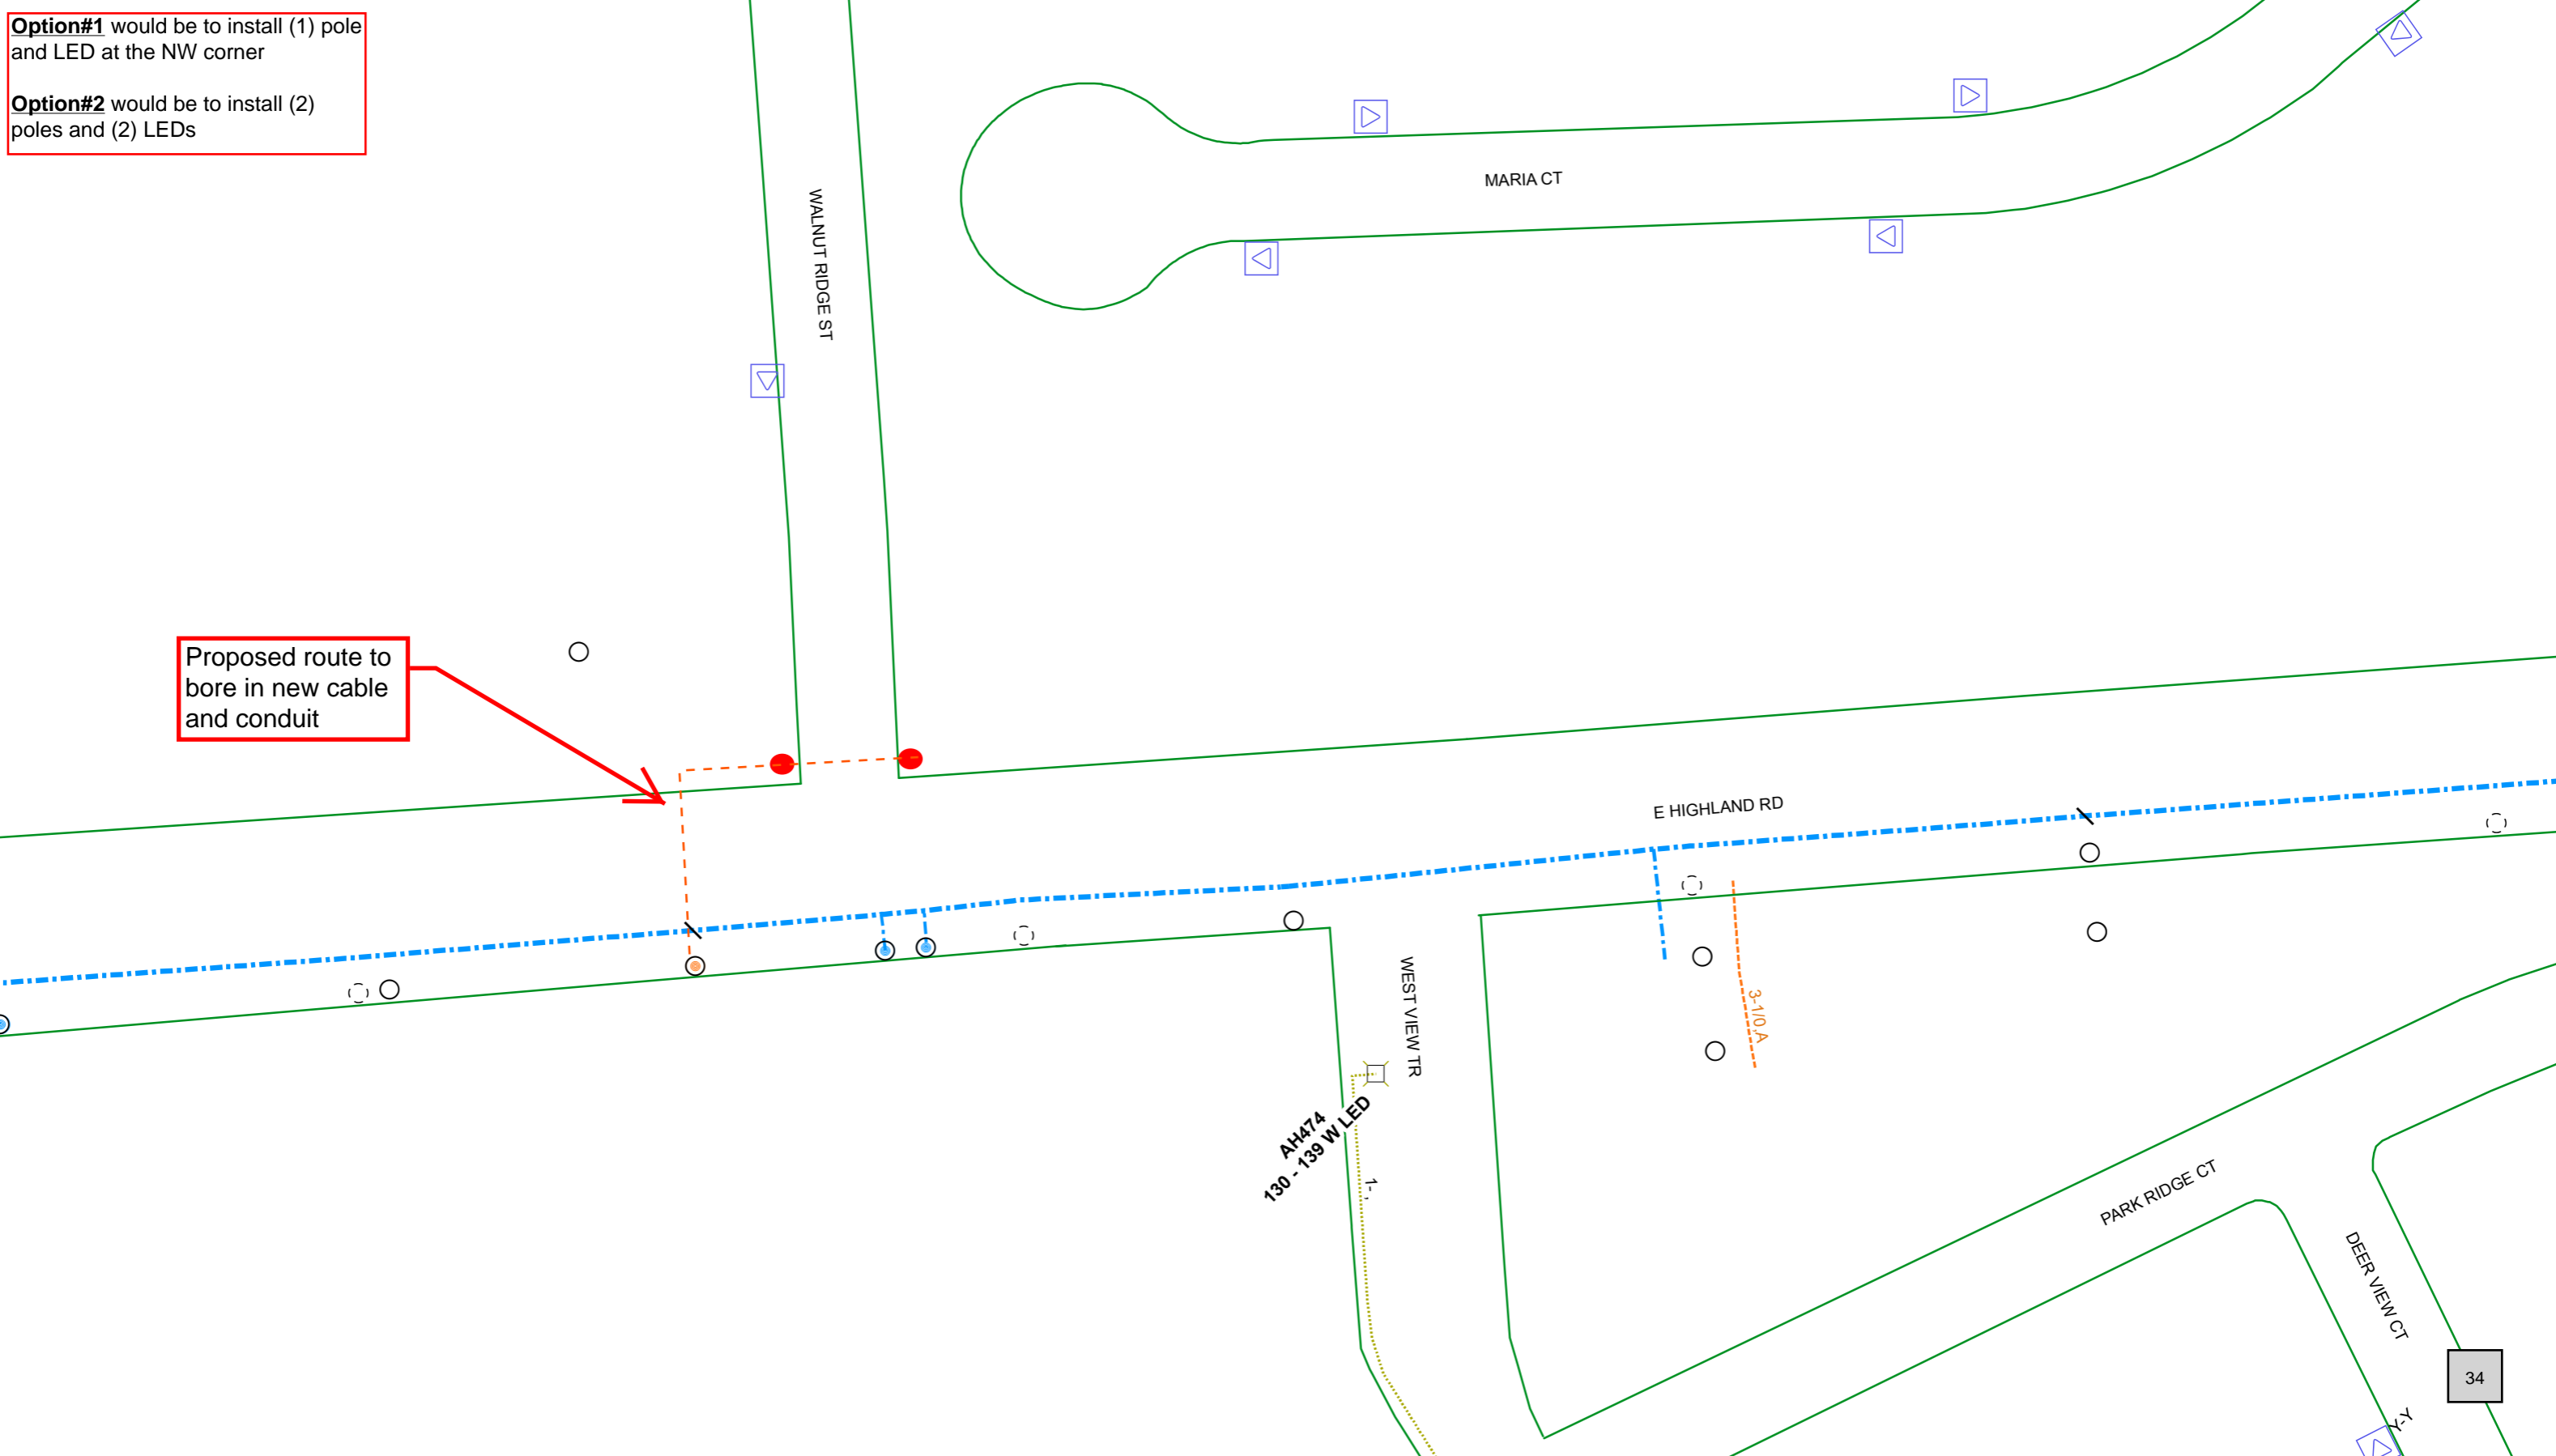 Option#1 would be to install (1) pole
and LED at the NW corner
Option#2 would be to install (2)
poles and (2) LEDs
MARIA CT
WALNUT RIDGE ST
Proposed route to
bore in new cable
and conduit
E HIGHLAND RD
WEST VIEW TR
3-1/0,A
AH474
130 - 139 W LED
1- ,
PARK RIDGE CT
DEER VIEW CT
34
Y-Y